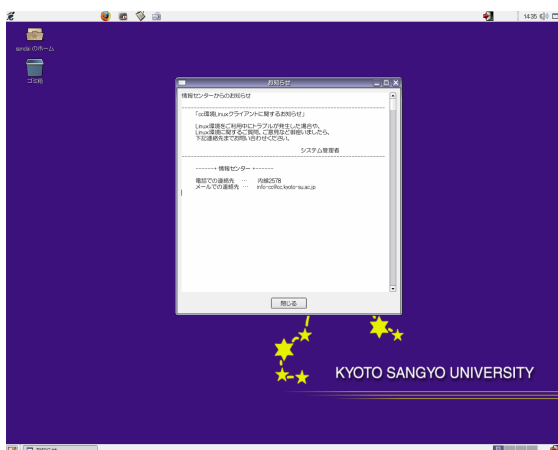 14:35
sendai のホーム
ゴミ箱
お知らせ
情報センターからのお知らせ
「cc環境Linuxクライアントに関するお知らせ」
Linux環境をご利用中にトラブルが発生した場合や、
Linux環境に関するご質問、ご意見など御座いましたら、
下記連絡先までお問い合わせください。
システム管理者
------+ 情報センター +------
電話での連絡先 … 内線2578
メールでの連絡先 … info-cc@cc.kyoto-su.ac.jp
閉じる
KYOTO SANGYO UNIVERSITY
お知らせ